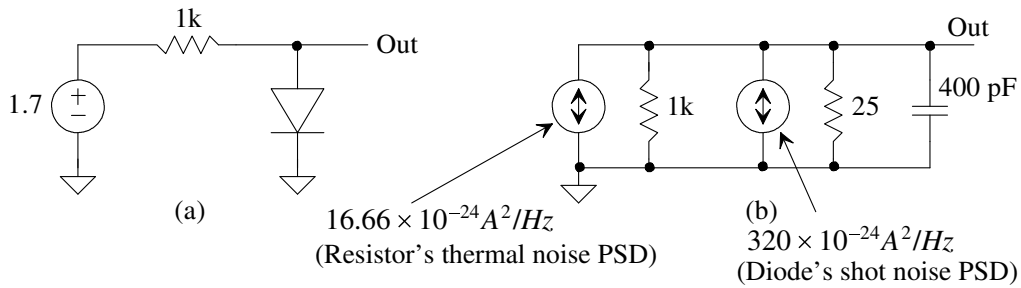 1k
Out
1.7
(a)
Out
1k
25
400 pF
(b)
16.66 × 10⁻²⁴A²/Hz
(Resistor's thermal noise PSD)
320 × 10⁻²⁴A²/Hz
(Diode's shot noise PSD)